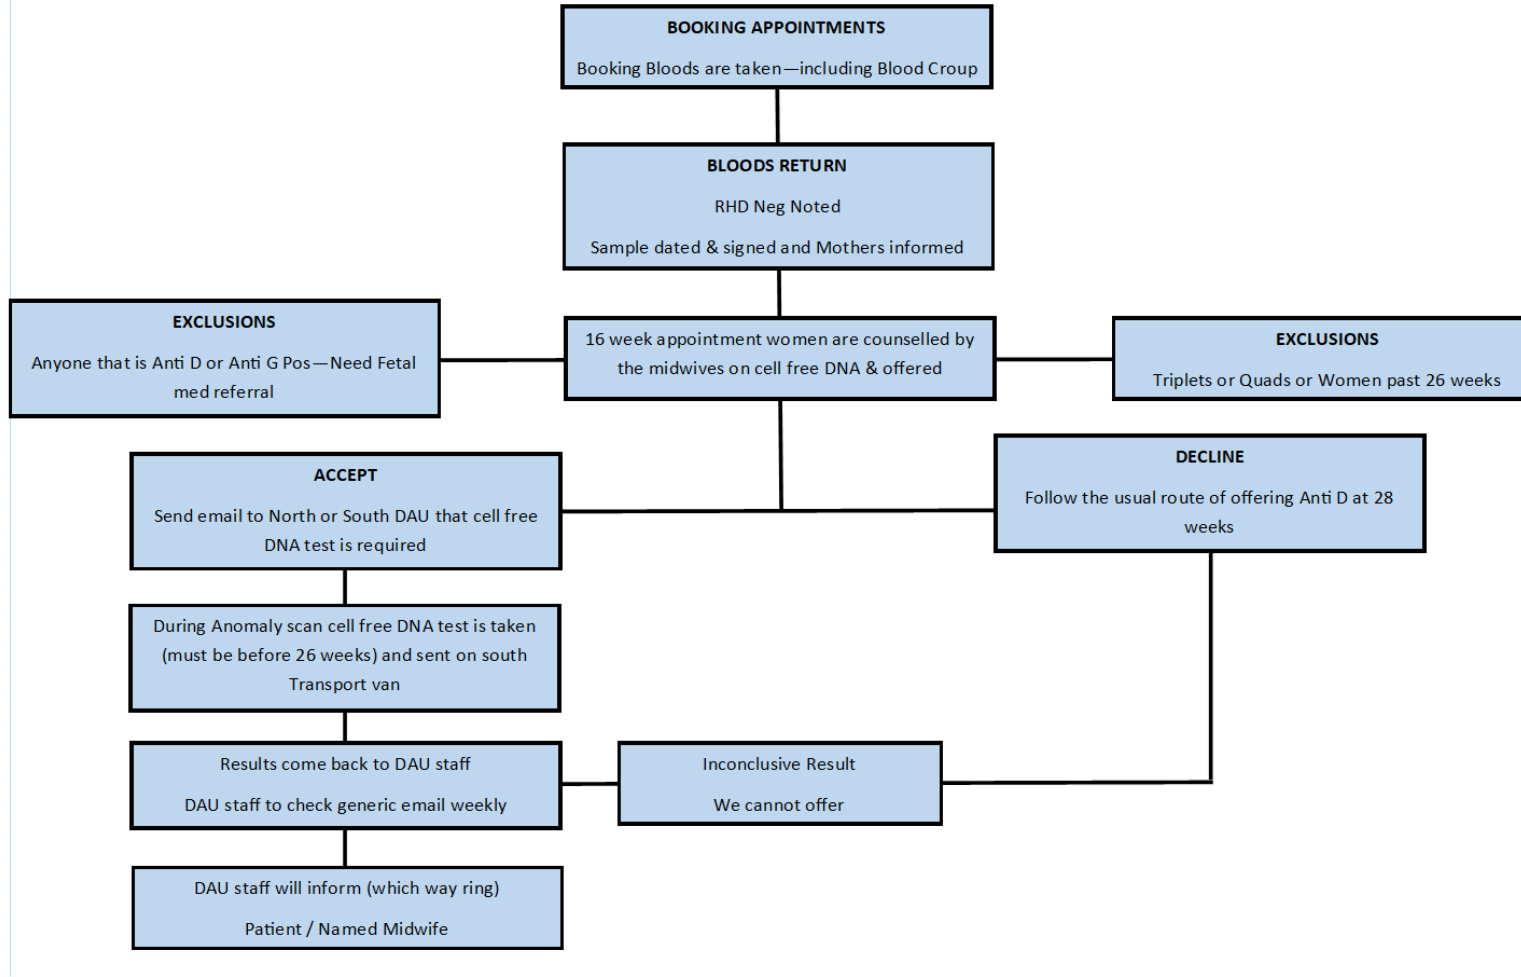 BOOKING APPOINTMENTS
Booking Bloods are taken—including Blood Croup
BLOODS RETURN
RHD Neg Noted
Sample dated & signed and Mothers informed
EXCLUSIONS
Anyone that is Anti D or Anti G Pos—Need Fetal
med referral
16 week appointment women are counselled by
the midwives on cell free DNA & offered
EXCLUSIONS
Triplets or Quads or Women past 26 weeks
ACCEPT
Send email to North or South DAU that cell free
DNA test is required
DECLINE
Follow the usual route of offering Anti D at 28
weeks
During Anomaly scan cell free DNA test is taken
(must be before 26 weeks) and sent on south
Transport van
Results come back to DAU staff
DAU staff to check generic email weekly
Inconclusive Result
We cannot offer
DAU staff will inform (which way ring)
Patient / Named Midwife